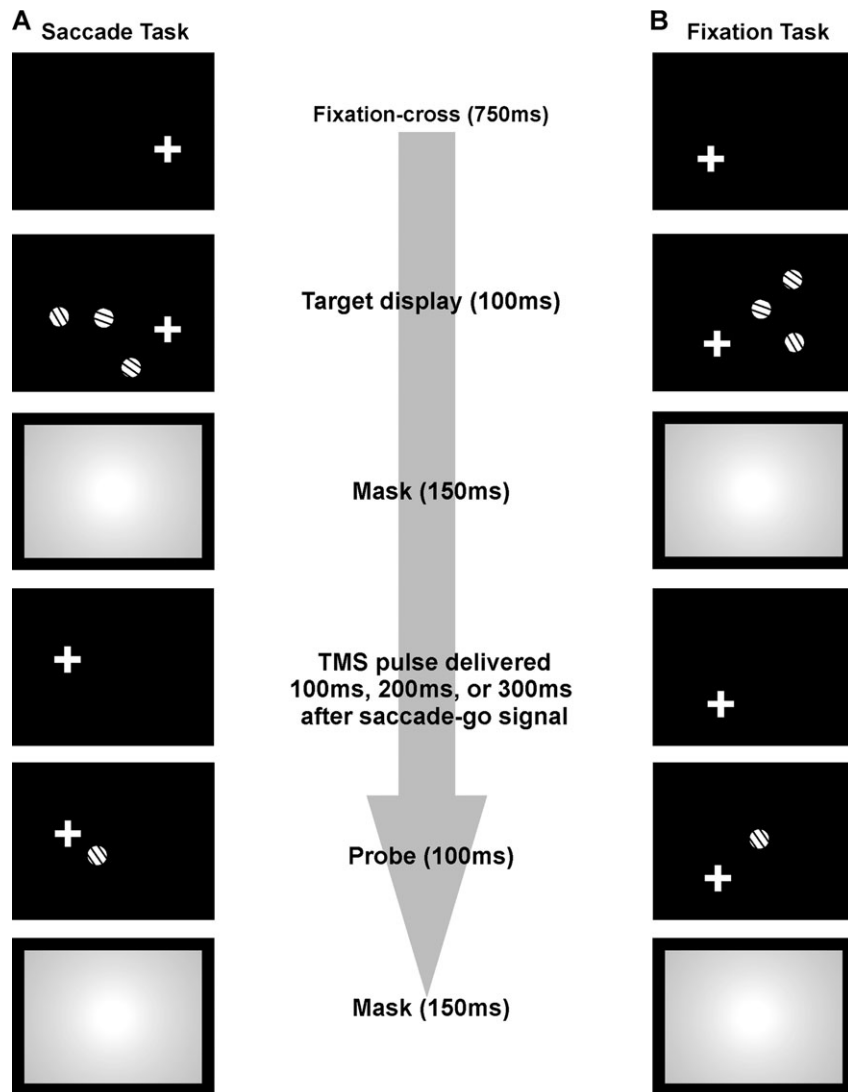 A
Saccade Task
B
Fixation Task
Fixation-cross (750ms)
Target display (100ms)
Mask (150ms)
TMS pulse delivered
100ms, 200ms, or 300ms
after saccade-go signal
Probe (100ms)
Mask (150ms)